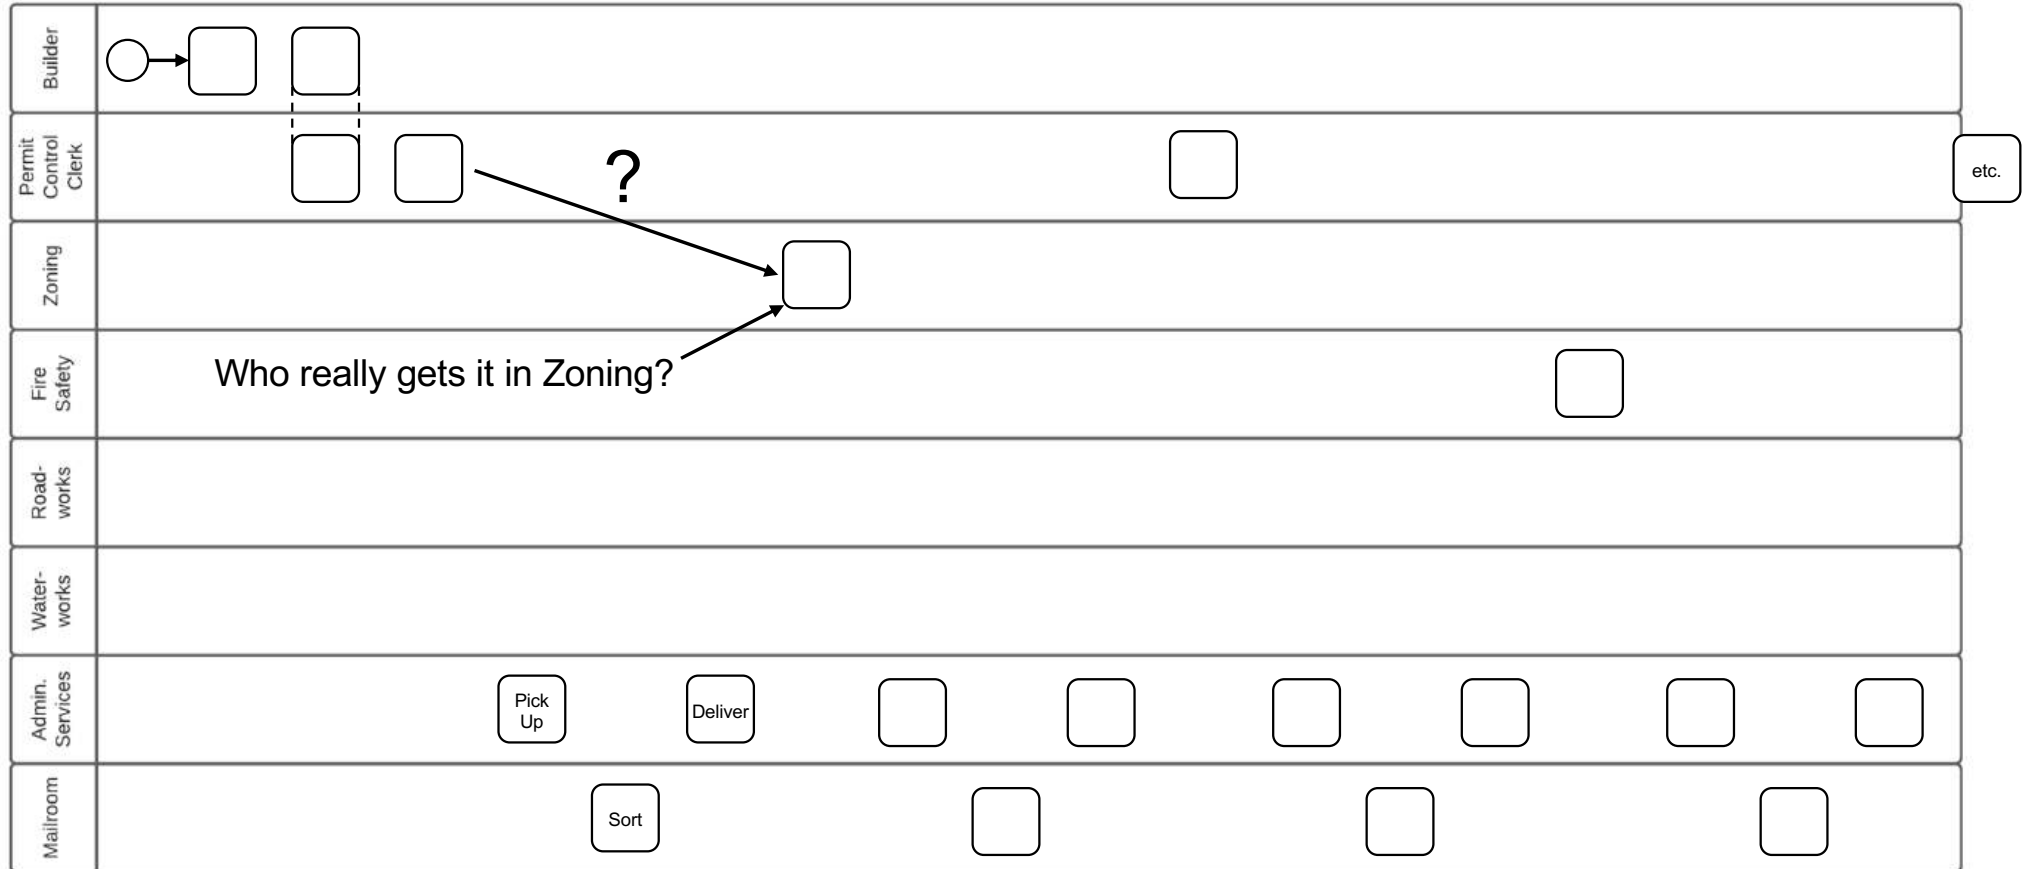 Builder
Permit
Control
Clerk
?
etc.
Zoning
Who really gets it in Zoning?
Fire
Safety
Road-
works
Water-
works
Admin.
Services
Pick
Up
Deliver
Mailroom
Sort